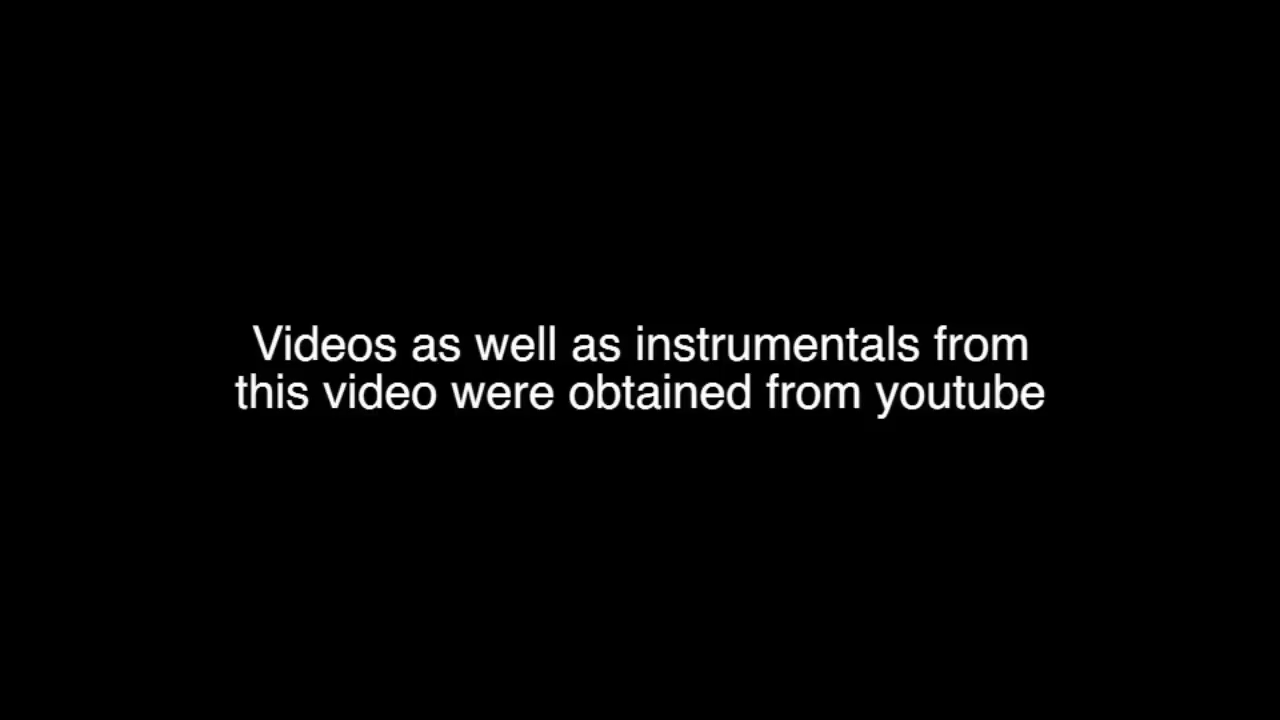 Videos as well as instrumentals from
this video were obtained from youtube